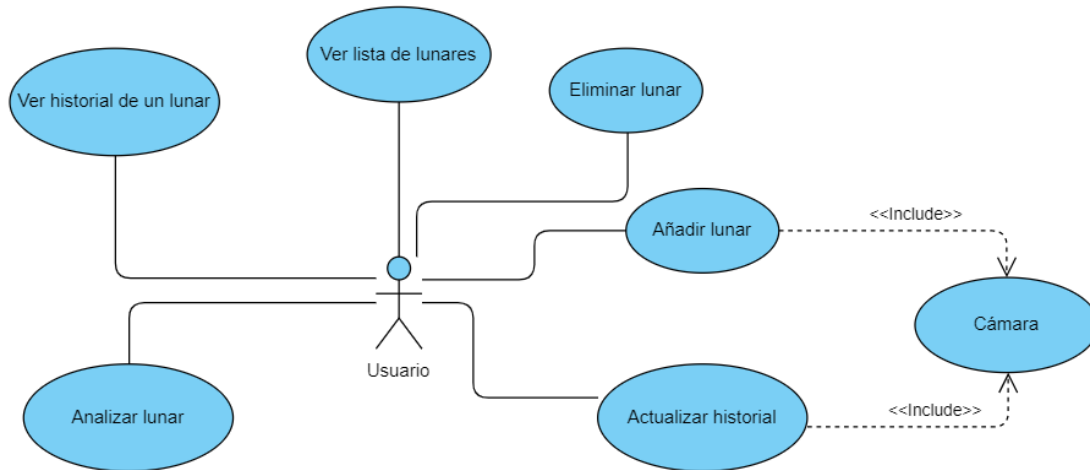 Ver lista de lunares
Eliminar lunar
Ver historial de un lunar
Añadir lunar
<<Include>>
Cámara
Usuario
Analizar lunar
Actualizar historial
<<Include>>